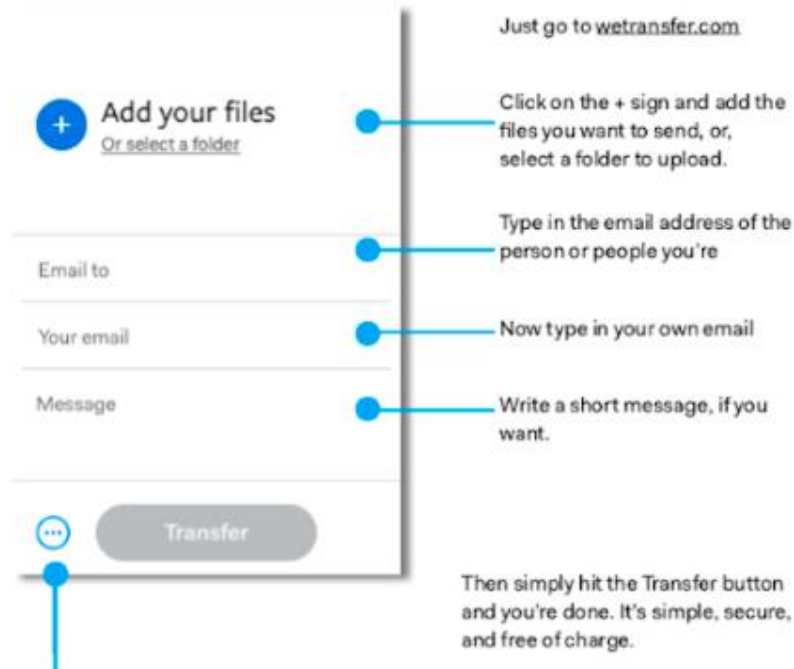 Just go to wetransfer.com
Add your files
Or select a folder
Click on the + sign and add the
files you want to send, or,
select a folder to upload.
Email to
Type in the email address of the
person or people you're
Your email
Now type in your own email
Message
Write a short message, if you
want.
Transfer
Then simply hit the Transfer button
and you're done. It's simple, secure,
and free of charge.